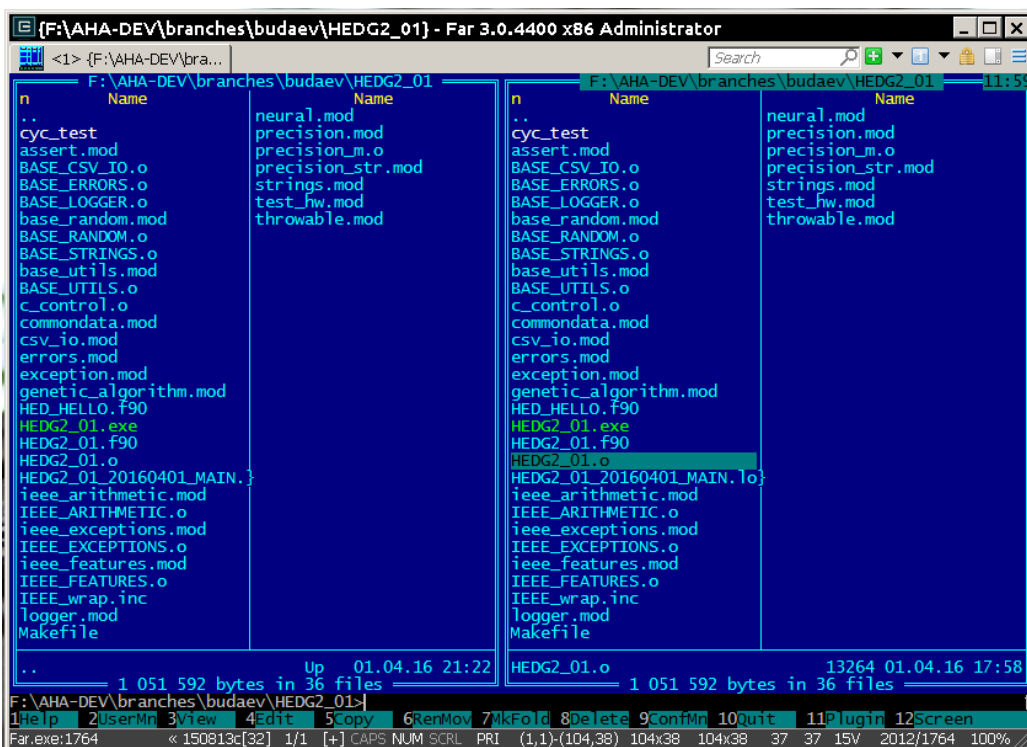 {F:\AHA-DEV\branches\budaev\HEDG2_01} - Far 3.0.4400 x86 Administrator
<1> {F:\AHA-DEV\bra...
Search
F:\AHA-DEV\branches\budaev\HEDG2_01
n Name Name
.. neural.mod
cyc_test precision.mod
assert.mod precision_m.o
BASE_CSV_IO.o precision_str.mod
BASE_ERRORS.o strings.mod
BASE_LOGGER.o test_hw.mod
base_random.mod throwable.mod
BASE_RANDOM.o
BASE_STRINGS.o
base_utils.mod
BASE_UTILS.o
c_control.o
commondata.mod
csv_io.mod
errors.mod
exception.mod
genetic_algorithm.mod
HED_HELLO.f90
HEDG2_01.exe
HEDG2_01.f90
HEDG2_01.o
HEDG2_01_20160401_MAIN.}
ieee_arithmetic.mod
IEEE_ARITHMETIC.o
ieee_exceptions.mod
IEEE_EXCEPTIONS.o
ieee_features.mod
IEEE_FEATURES.o
IEEE_wrap.inc
logger.mod
Makefile
.. Up 01.04.16 21:22
1 051 592 bytes in 36 files
F:\AHA-DEV\branches\budaev\HEDG2_01
n Name Name
.. neural.mod
cyc_test precision.mod
assert.mod precision_m.o
BASE_CSV_IO.o precision_str.mod
BASE_ERRORS.o strings.mod
BASE_LOGGER.o test_hw.mod
base_random.mod throwable.mod
BASE_RANDOM.o
BASE_STRINGS.o
base_utils.mod
BASE_UTILS.o
c_control.o
commondata.mod
csv_io.mod
errors.mod
exception.mod
genetic_algorithm.mod
HED_HELLO.f90
HEDG2_01.exe
HEDG2_01.f90
HEDG2_01.o
HEDG2_01_20160401_MAIN.lo}
ieee_arithmetic.mod
IEEE_ARITHMETIC.o
ieee_exceptions.mod
IEEE_EXCEPTIONS.o
ieee_features.mod
IEEE_FEATURES.o
IEEE_wrap.inc
logger.mod
Makefile
HEDG2_01.o 13264 01.04.16 17:58
1 051 592 bytes in 36 files
F:\AHA-DEV\branches\budaev\HEDG2_01>
1Help 2UserMn 3View 4Edit 5Copy 6RenMov 7MkFold 8Delete 9ConfMn 10Quit 11Plugin 12Screen
Far.exe:1764 « 150813c[32] 1/1 [+] CAPS NUM SCRL PRI (1,1)-(104,38) 104x38 104x38 37 37 15V 2012/1764 100%